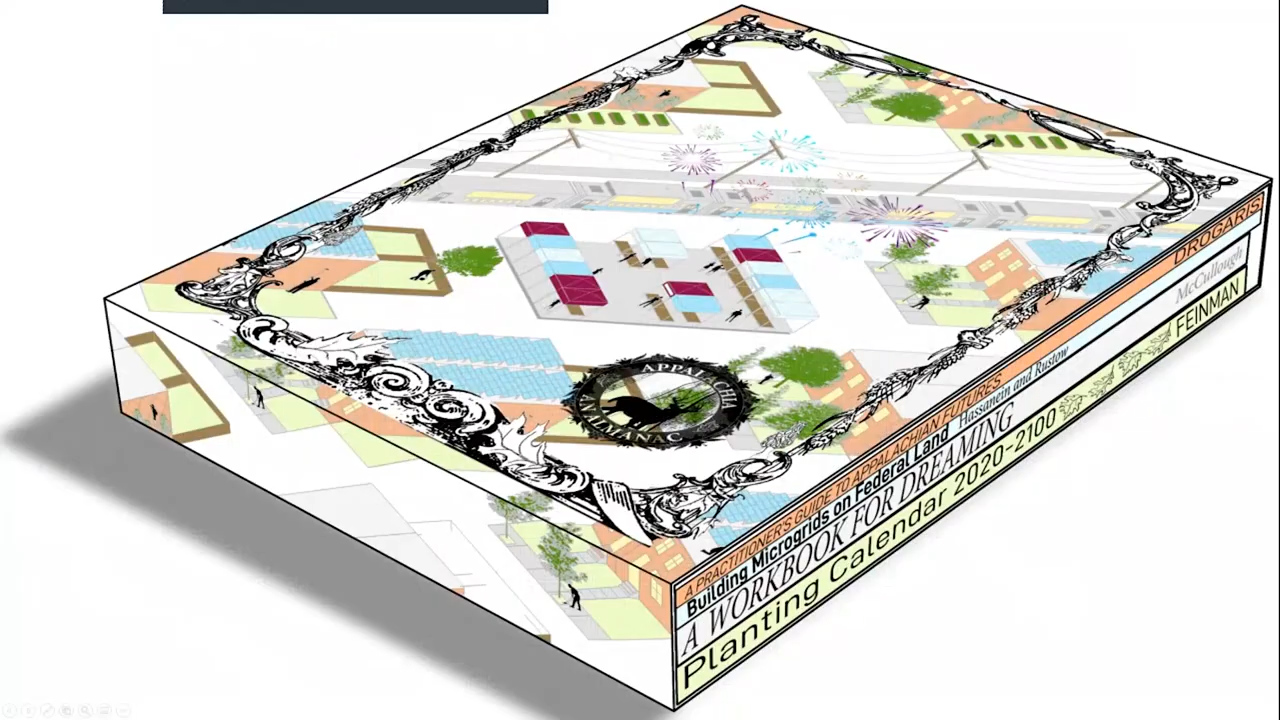 APPALACHIA
ALMANAC
A PRACTITIONER'S GUIDE TO APPALACHIAN FUTURES DROGARIS
Building Microgrids on Federal Land Hassanein and Rustow
A WORKBOOK FOR DREAMING McCullough
Planting Calendar 2020-2100 FEINMAN